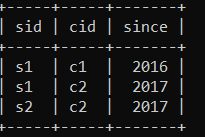 +-----+-----+-------+
| sid | cid | since |
+-----+-----+-------+
| s1  | c1  |  2016 |
| s1  | c2  |  2017 |
| s2  | c2  |  2017 |
+-----+-----+-------+